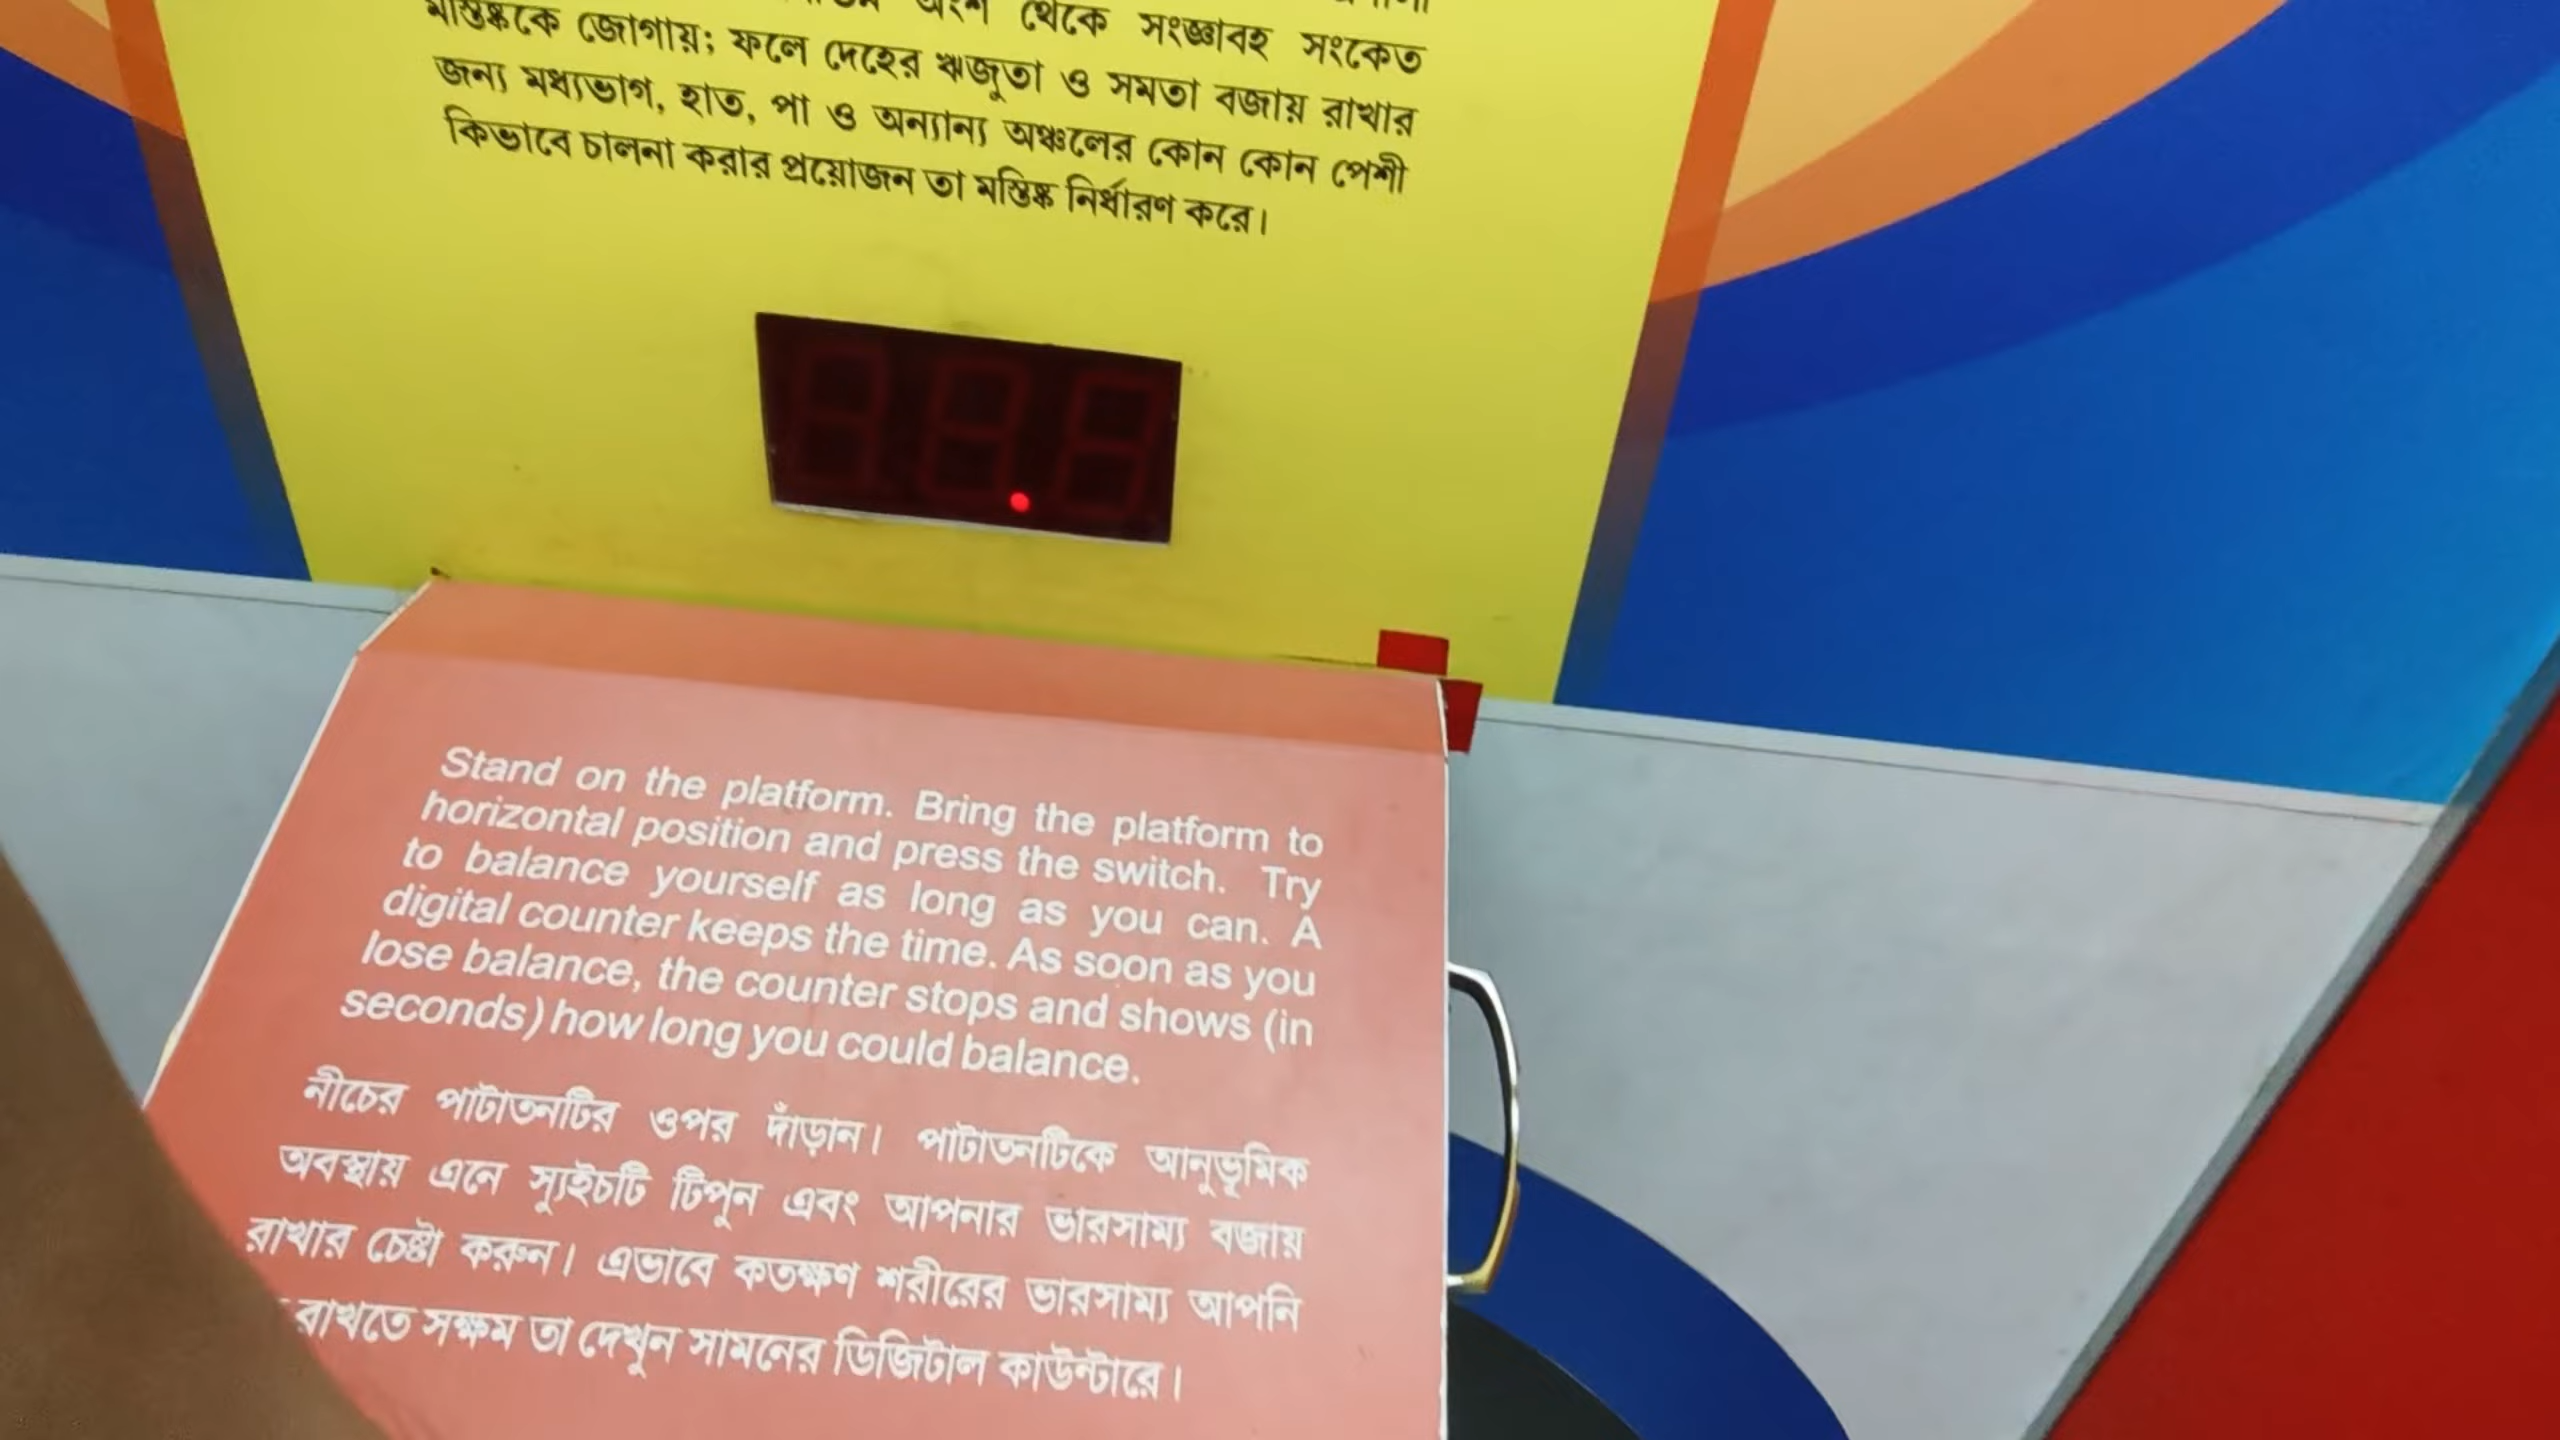 অংশ থেকে সংজ্ঞাবহ সংকেত
মস্তিষ্ককে জোগায়; ফলে দেহের ঋজুতা ও সমতা বজায় রাখার
জন্য মধ্যভাগ, হাত, পা ও অন্যান্য অঞ্চলের কোন কোন পেশী
কিভাবে চালনা করার প্রয়োজন তা মস্তিষ্ক নির্ধারণ করে।
Stand on the platform. Bring the platform to
horizontal position and press the switch. Try
to balance yourself as long as you can. A
digital counter keeps the time. As soon as you
lose balance, the counter stops and shows (in
seconds) how long you could balance.
নীচের পাটাতনটির ওপর দাঁড়ান। পাটাতনটিকে আনুভূমিক
অবস্থায় এনে স্যুইচটি টিপুন এবং আপনার ভারসাম্য বজায়
রাখার চেষ্টা করুন। এভাবে কতক্ষণ শরীরের ভারসাম্য আপনি
রাখতে সক্ষম তা দেখুন সামনের ডিজিটাল কাউন্টারে।